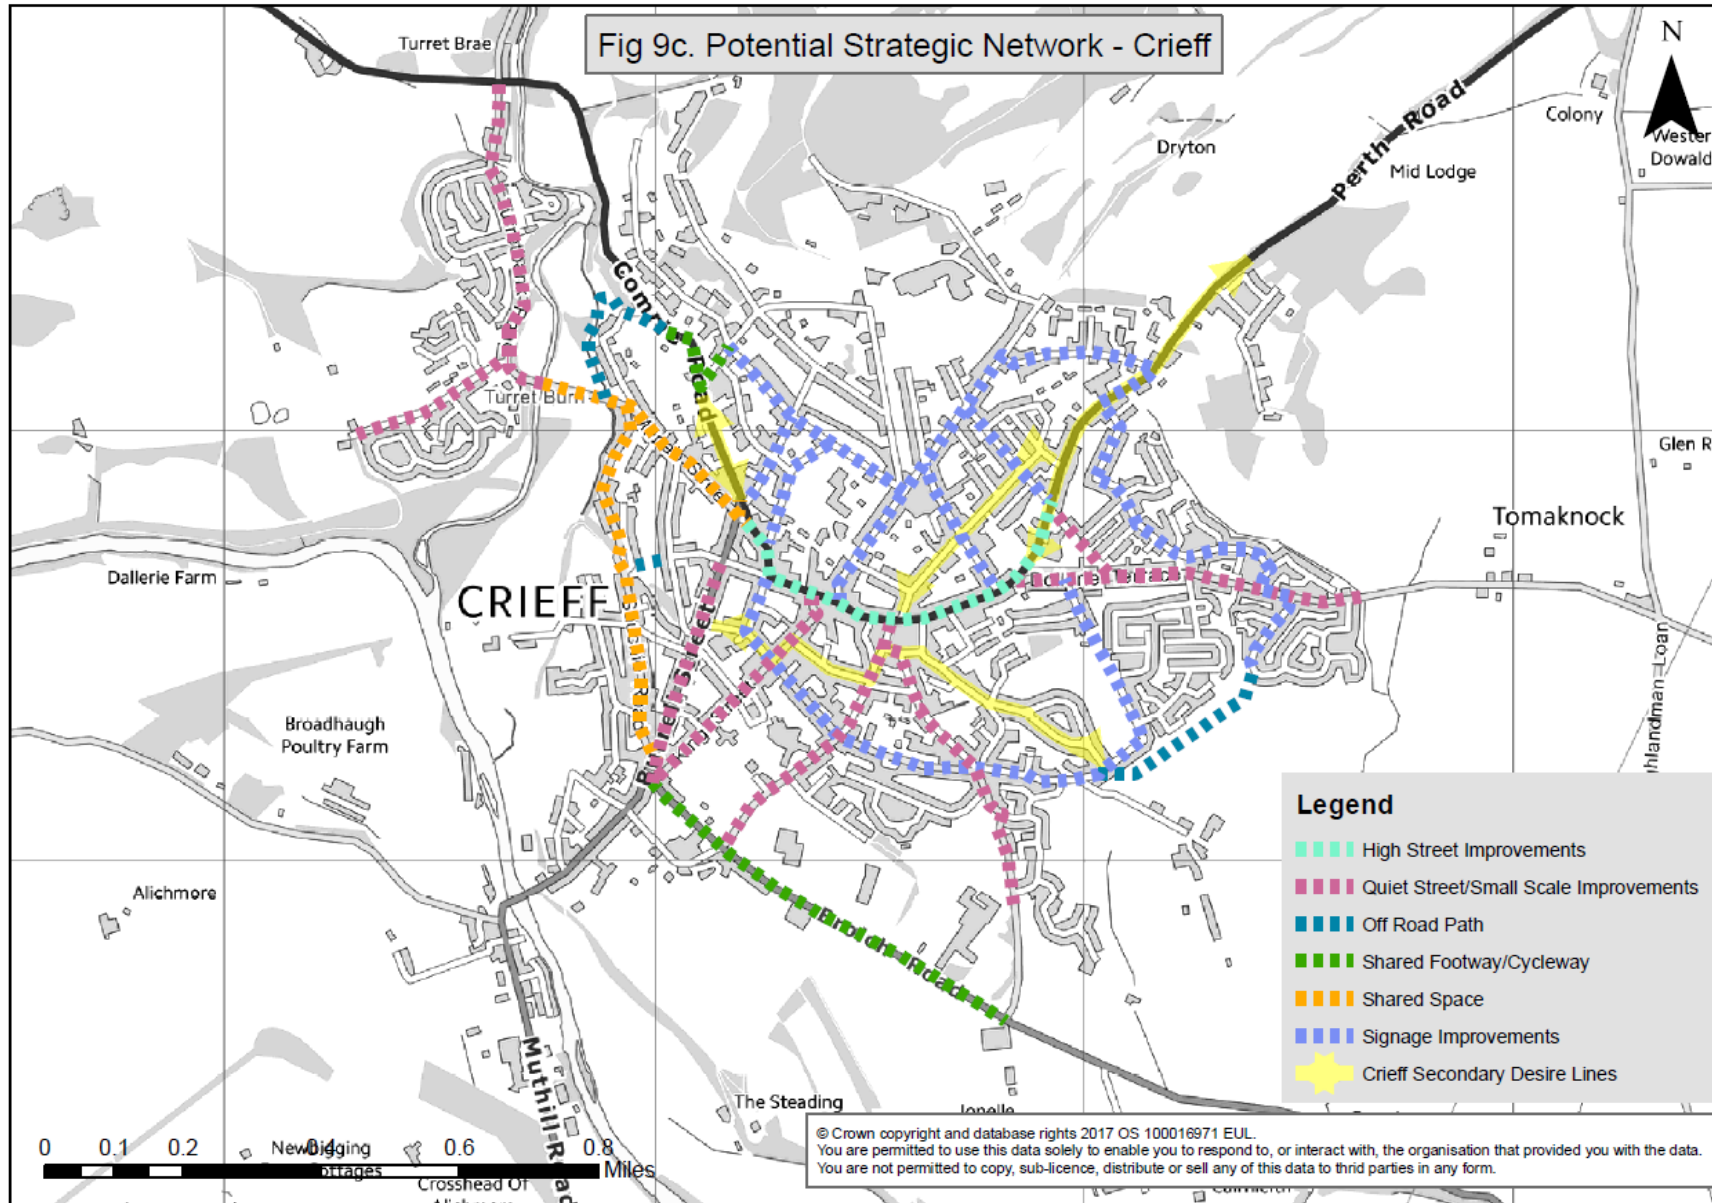 Fig 9c. Potential Strategic Network - Crieff
N
Turret Brae
Perth Road
Colony
Dryton
Mid Lodge
Wester
Dowald
Road
Turret Burn
Glen R
Tomaknock
Dallerie Farm
CRIEFF
Broadhaugh
Poultry Farm
Alichmore
Broich Road
Muthill Road
The Steading
Newbigging
Cottages
Crosshead Of
Legend
High Street Improvements
Quiet Street/Small Scale Improvements
Off Road Path
Shared Footway/Cycleway
Shared Space
Signage Improvements
Crieff Secondary Desire Lines
0 0.1 0.2 0.4 0.6 0.8
Miles
© Crown copyright and database rights 2017 OS 100016971 EUL.
You are permitted to use this data solely to enable you to respond to, or interact with, the organisation that provided you with the data.
You are not permitted to copy, sub-licence, distribute or sell any of this data to thrid parties in any form.